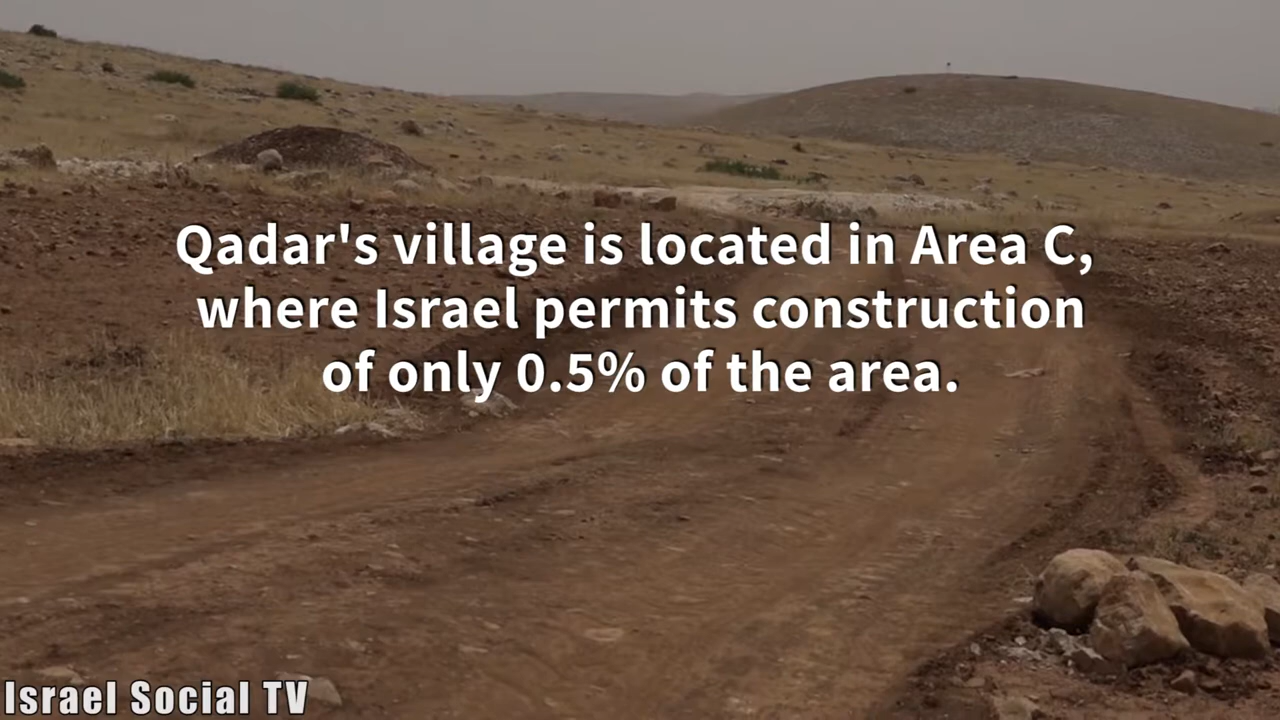 Qadar's village is located in Area C,
where Israel permits construction
of only 0.5% of the area.
Israel Social TV